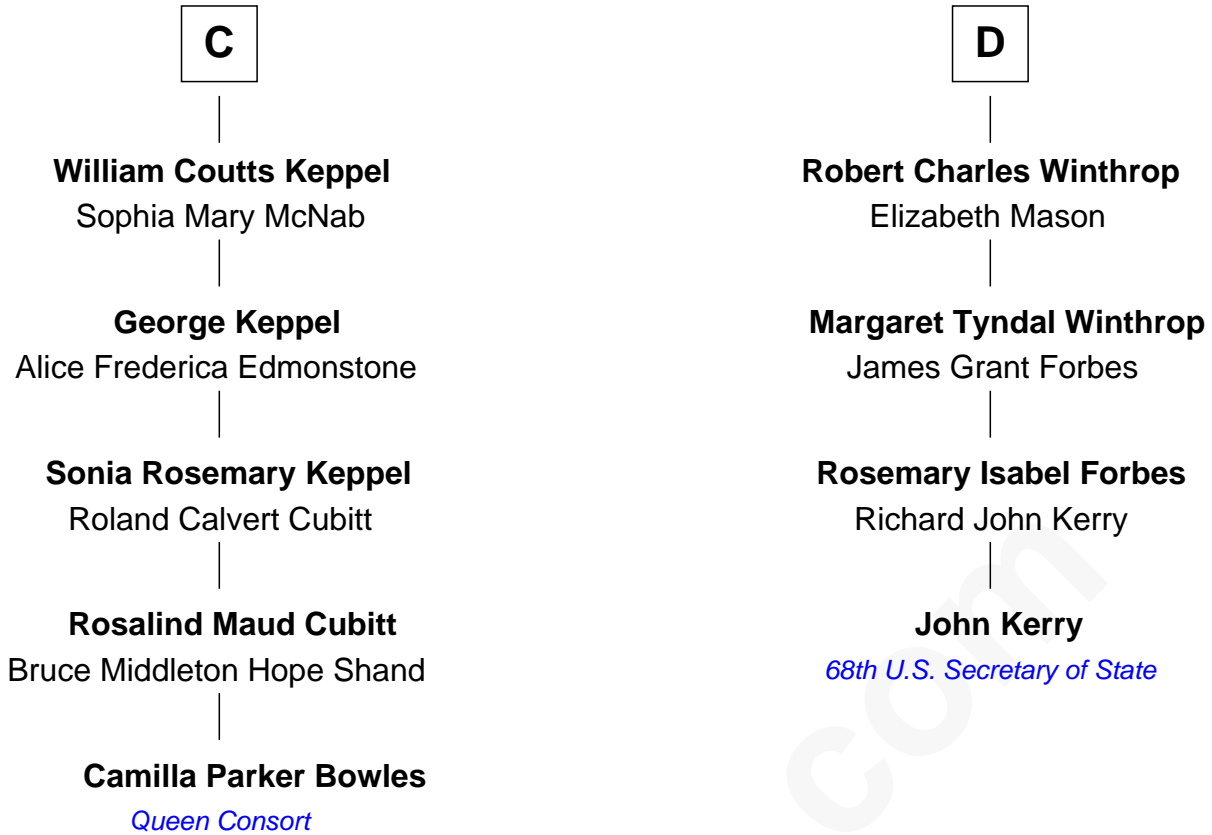 C
William Coutts Keppel
Sophia Mary McNab
George Keppel
Alice Frederica Edmonstone
Sonia Rosemary Keppel
Roland Calvert Cubitt
Rosalind Maud Cubitt
Bruce Middleton Hope Shand
Camilla Parker Bowles
Queen Consort
D
Robert Charles Winthrop
Elizabeth Mason
Margaret Tyndal Winthrop
James Grant Forbes
Rosemary Isabel Forbes
Richard John Kerry
John Kerry
68th U.S. Secretary of State
com